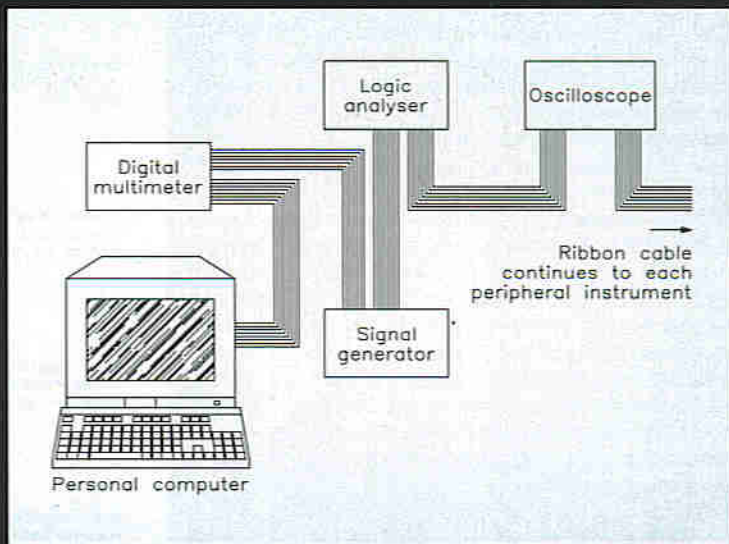 Logic
analyser
Oscilloscope
Digital
multimeter
Ribbon cable
continues to each
peripheral instrument
Signal
generator
Personal computer